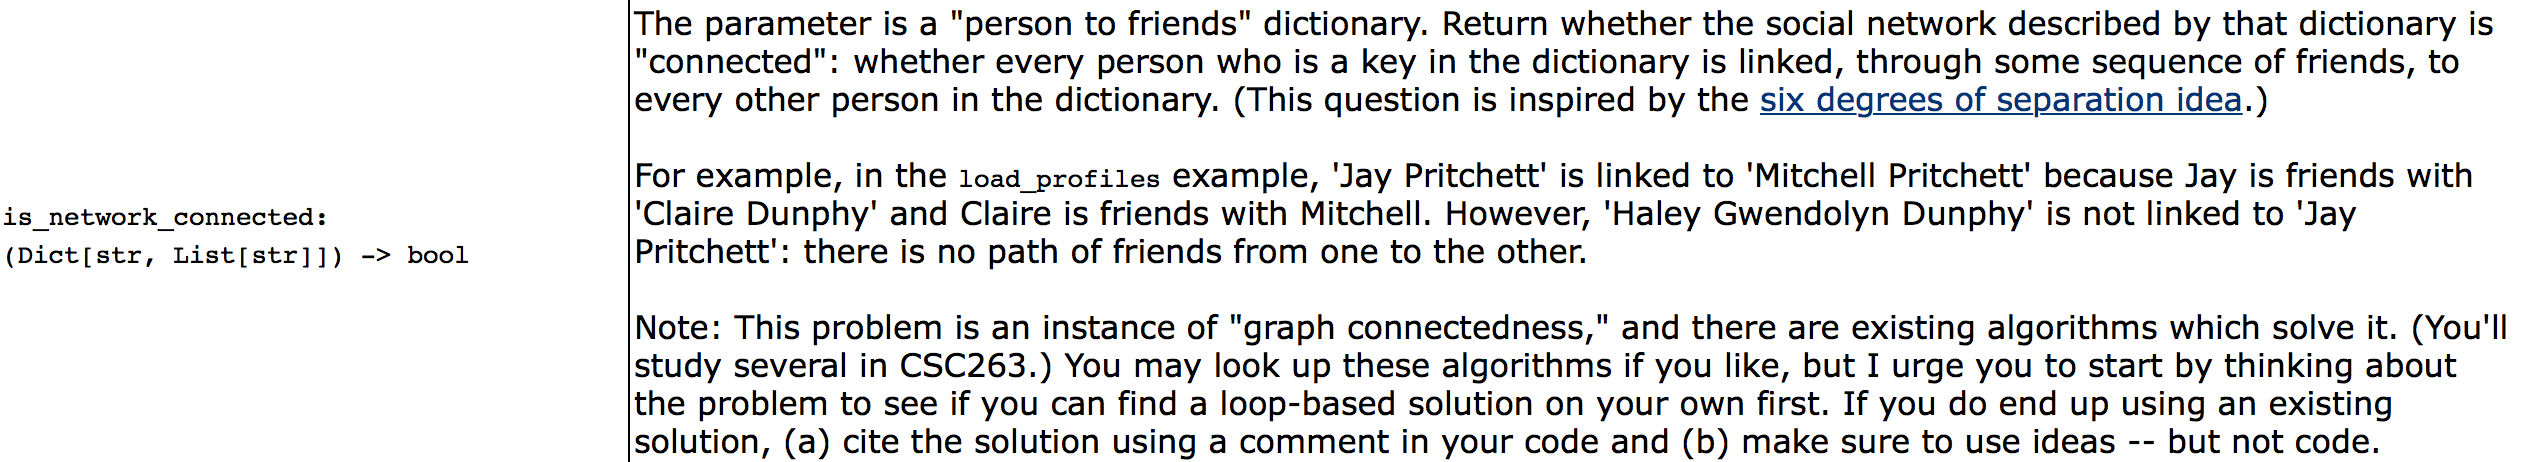 The parameter is a "person to friends" dictionary. Return whether the social network described by that dictionary is
"connected": whether every person who is a key in the dictionary is linked, through some sequence of friends, to
every other person in the dictionary. (This question is inspired by the six degrees of separation idea.)
For example, in the load_profiles example, 'Jay Pritchett' is linked to 'Mitchell Pritchett' because Jay is friends with
is_network_connected:
'Claire Dunphy' and Claire is friends with Mitchell. However, 'Haley Gwendolyn Dunphy' is not linked to 'Jay
(Dict[str, List[str]]) -> bool
Pritchett': there is no path of friends from one to the other.
Note: This problem is an instance of "graph connectedness," and there are existing algorithms which solve it. (You'll
study several in CSC263.) You may look up these algorithms if you like, but I urge you to start by thinking about
the problem to see if you can find a loop-based solution on your own first. If you do end up using an existing
solution, (a) cite the solution using a comment in your code and (b) make sure to use ideas -- but not code.